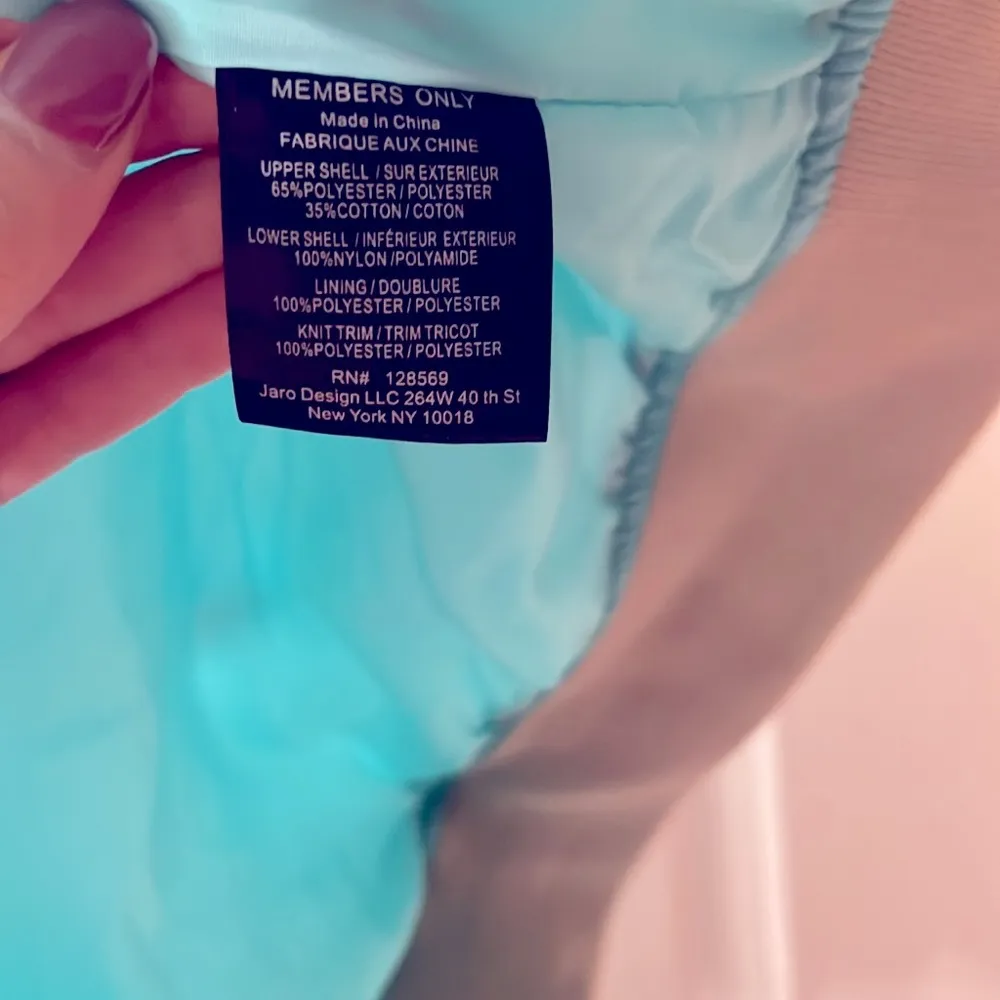 MEMBERS ONLY
Made in China
FABRIQUE AUX CHINE
UPPER SHELL / SUR EXTERIEUR
65%POLYESTER / POLYESTER
35%COTTON / COTON
LOWER SHELL / INFÉRIEUR EXTERIEUR
100%NYLON /POLYAMIDE
LINING / DOUBLURE
100%POLYESTER / POLYESTER
KNIT TRIM / TRIM TRICOT
100%POLYESTER / POLYESTER
RN# 128569
Jaro Design LLC 264W 40 th St
New York NY 10018